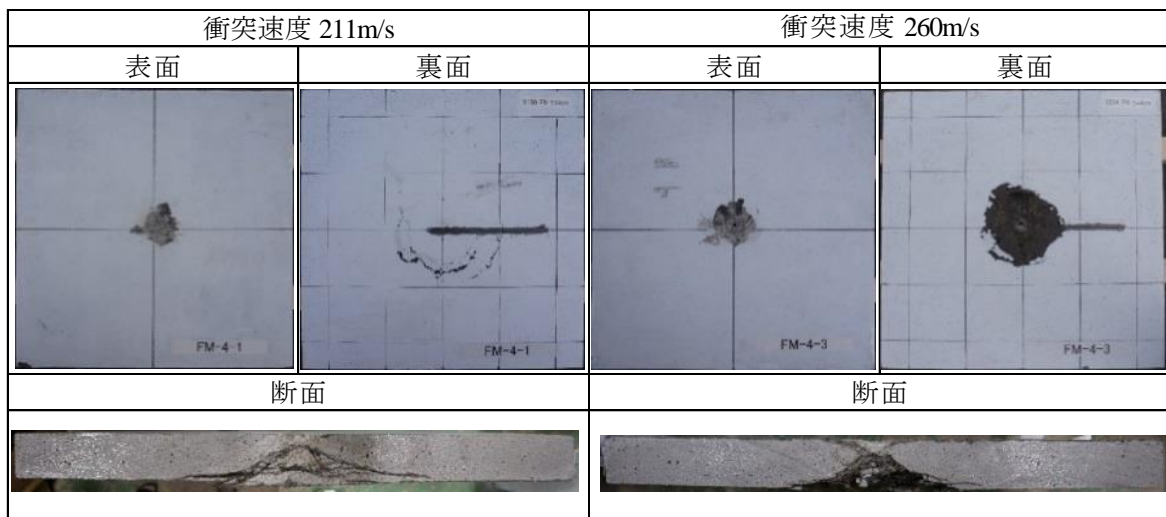 衝突速度 211m/s
衝突速度 260m/s
表面
裏面
表面
裏面
FM-4-1
FM-4-1
FM-4-3
FM-4-3
断面
断面